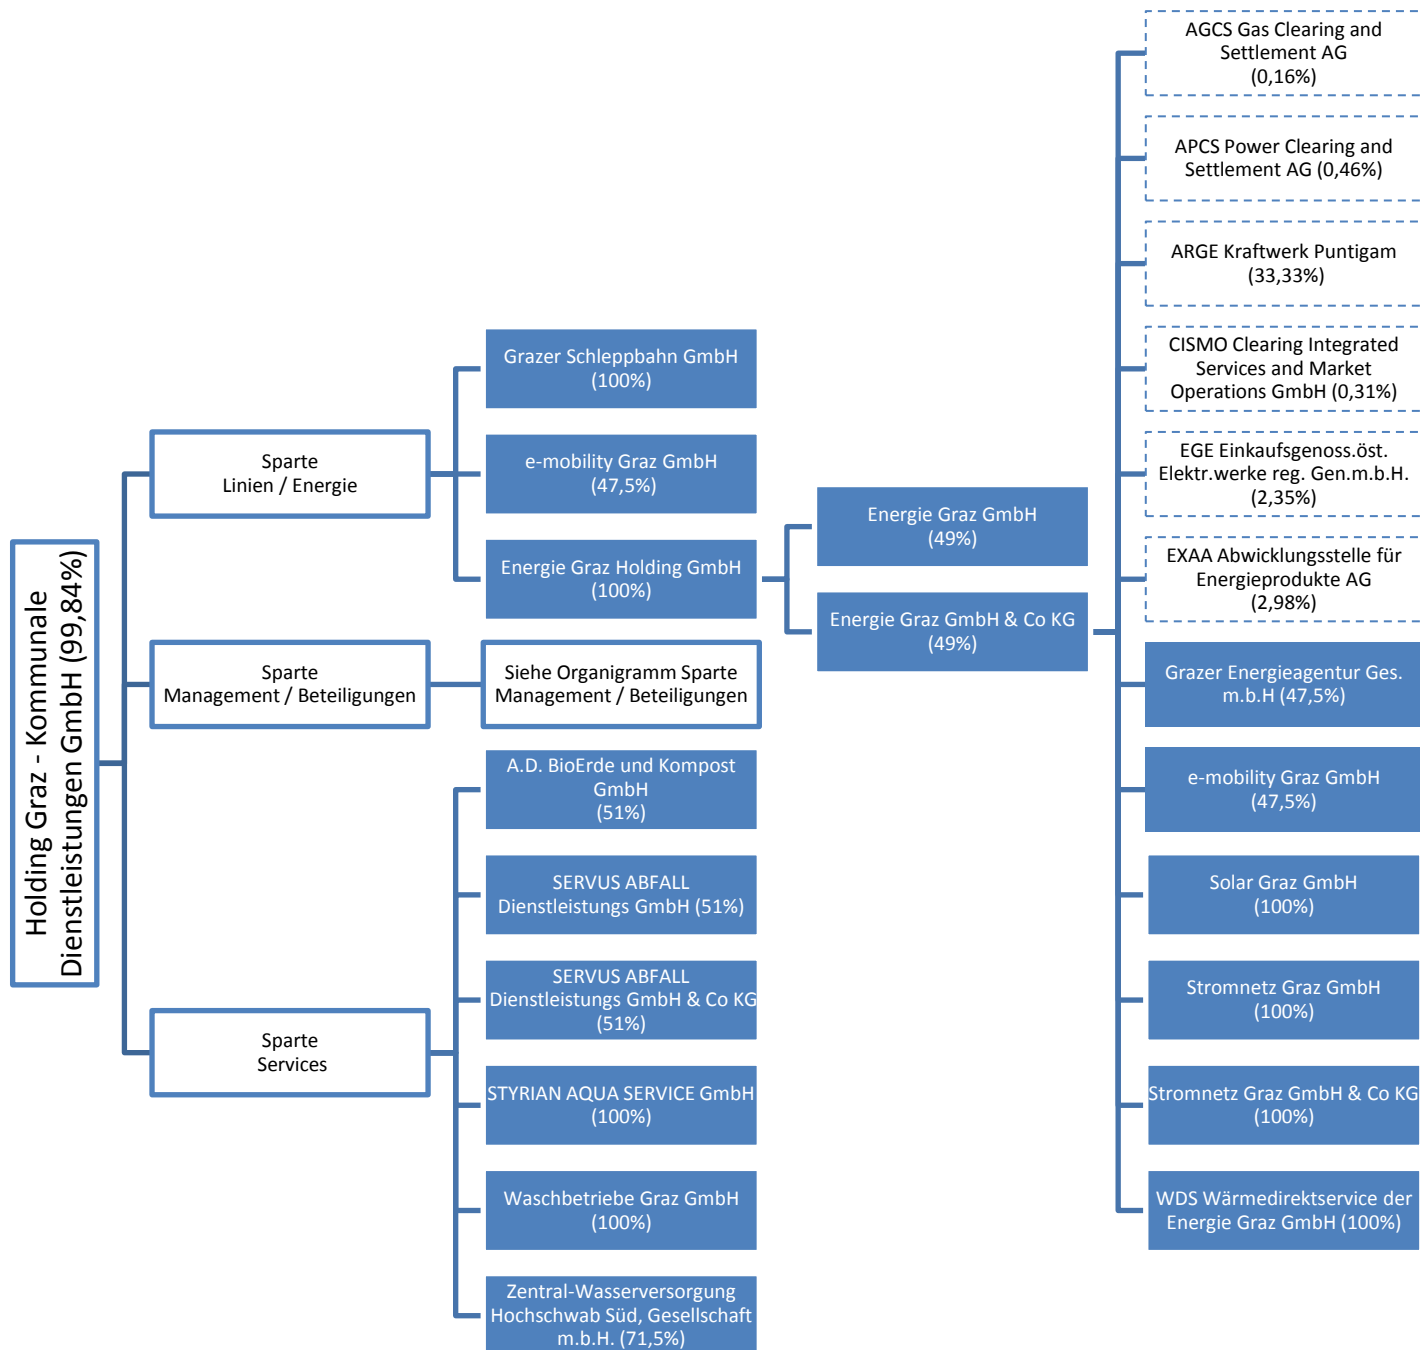 Holding Graz - Kommunale
Dienstleistungen GmbH (99,84%)
Sparte
Linien / Energie
Sparte
Management / Beteiligungen
Sparte
Services
Grazer Schleppbahn GmbH
(100%)
e-mobility Graz GmbH
(47,5%)
Energie Graz Holding GmbH
(100%)
Siehe Organigramm Sparte
Management / Beteiligungen
A.D. BioErde und Kompost
GmbH
(51%)
SERVUS ABFALL
Dienstleistungs GmbH (51%)
SERVUS ABFALL
Dienstleistungs GmbH & Co KG
(51%)
STYRIAN AQUA SERVICE GmbH
(100%)
Waschbetriebe Graz GmbH
(100%)
Zentral-Wasserversorgung
Hochschwab Süd, Gesellschaft
m.b.H. (71,5%)
Energie Graz GmbH
(49%)
Energie Graz GmbH & Co KG
(49%)
AGCS Gas Clearing and
Settlement AG
(0,16%)
APCS Power Clearing and
Settlement AG (0,46%)
ARGE Kraftwerk Puntigam
(33,33%)
CISMO Clearing Integrated
Services and Market
Operations GmbH (0,31%)
EGE Einkaufsgenoss.öst.
Elektr.werke reg. Gen.m.b.H.
(2,35%)
EXAA Abwicklungsstelle für
Energieprodukte AG
(2,98%)
Grazer Energieagentur Ges.
m.b.H (47,5%)
e-mobility Graz GmbH
(47,5%)
Solar Graz GmbH
(100%)
Stromnetz Graz GmbH
(100%)
Stromnetz Graz GmbH & Co KG
(100%)
WDS Wärmedirektservice der
Energie Graz GmbH (100%)